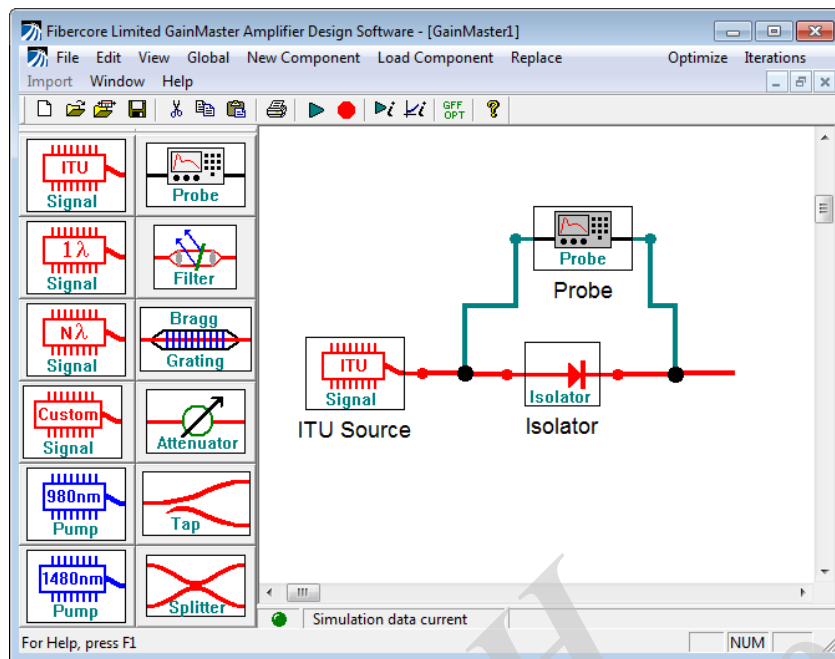 Fibercore Limited GainMaster Amplifier Design Software - [GainMaster1]
File Edit View Global New Component Load Component Replace Optimize Iterations
Import Window Help
GFF
OPT
ITU
Signal
Probe
1λ
Signal
Filter
Nλ
Signal
Bragg
Grating
Custom
Signal
Attenuator
980nm
Pump
Tap
1480nm
Pump
Splitter
Probe
Probe
ITU
Signal
ITU Source
Isolator
Isolator
Simulation data current
For Help, press F1
NUM